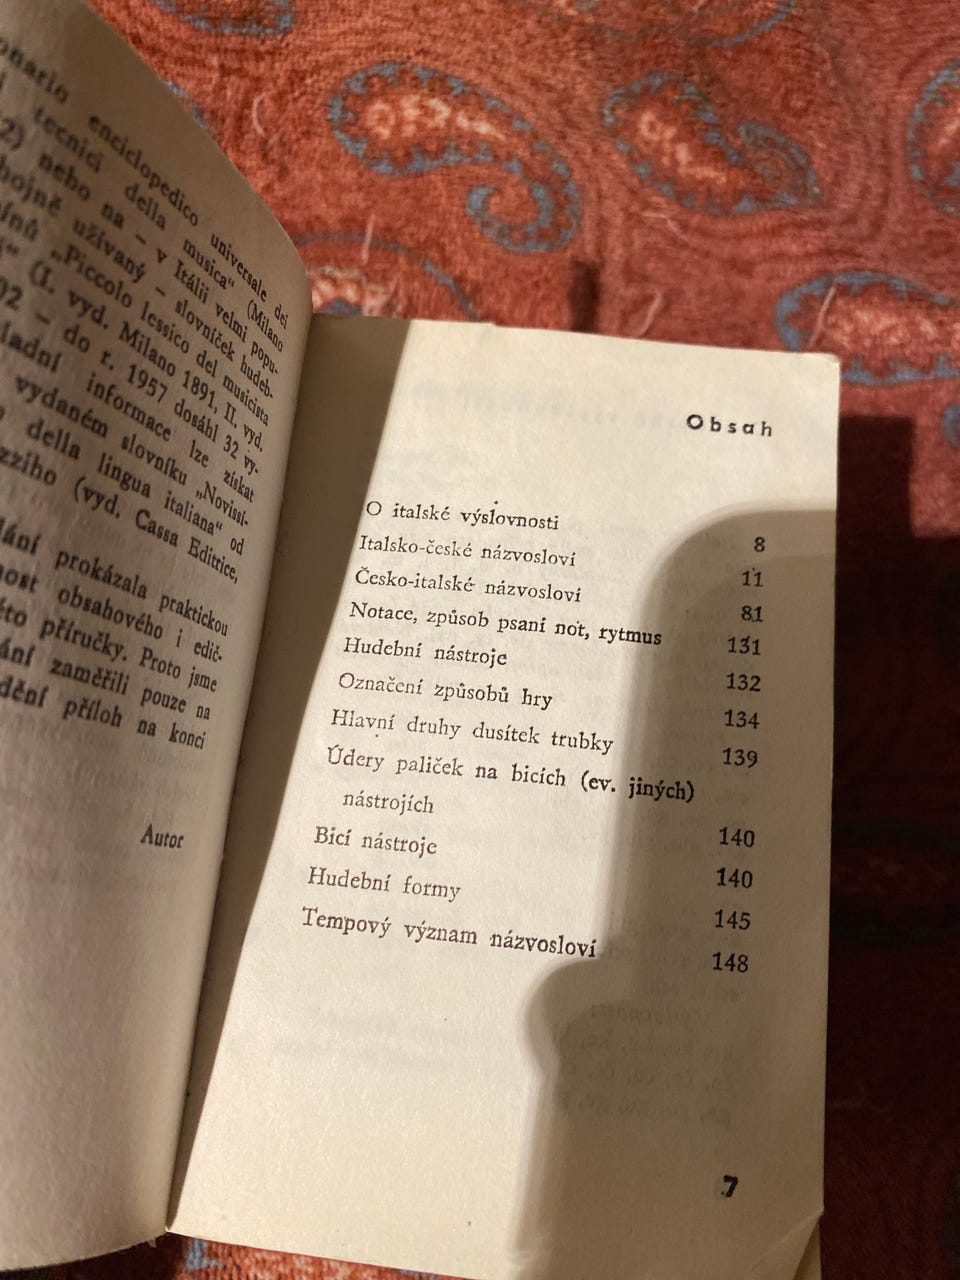 enciclopedico universale dei
tecnici della musica“ (Milano
2) nebo na – v Itálii velmi popu-
užívaný – slovníček hudeb-
„Piccolo lessico del musicista
“ (I. vyd. Milano 1891, II. vyd.
02 – do r. 1957 dosáhl 32 vy-
informace lze získat
vydaném slovníku „Novissi-
della lingua italiana“ od
(vyd. Cassa Editrice,
prokázala praktickou
obsahového i edič-
příručky. Proto jsme
zaměřili pouze na
příloh na konci
Autor
Obsah
O italské výslovnosti 8
Italsko-české názvosloví 11
Česko-italské názvosloví 81
Notace, způsob psaní not, rytmus 131
Hudební nástroje 132
Označení způsobů hry 134
Hlavní druhy dusítek trubky 139
Údery paliček na bicích (ev. jiných)
nástrojích 140
Bicí nástroje 140
Hudební formy 145
Tempový význam názvosloví 148
7